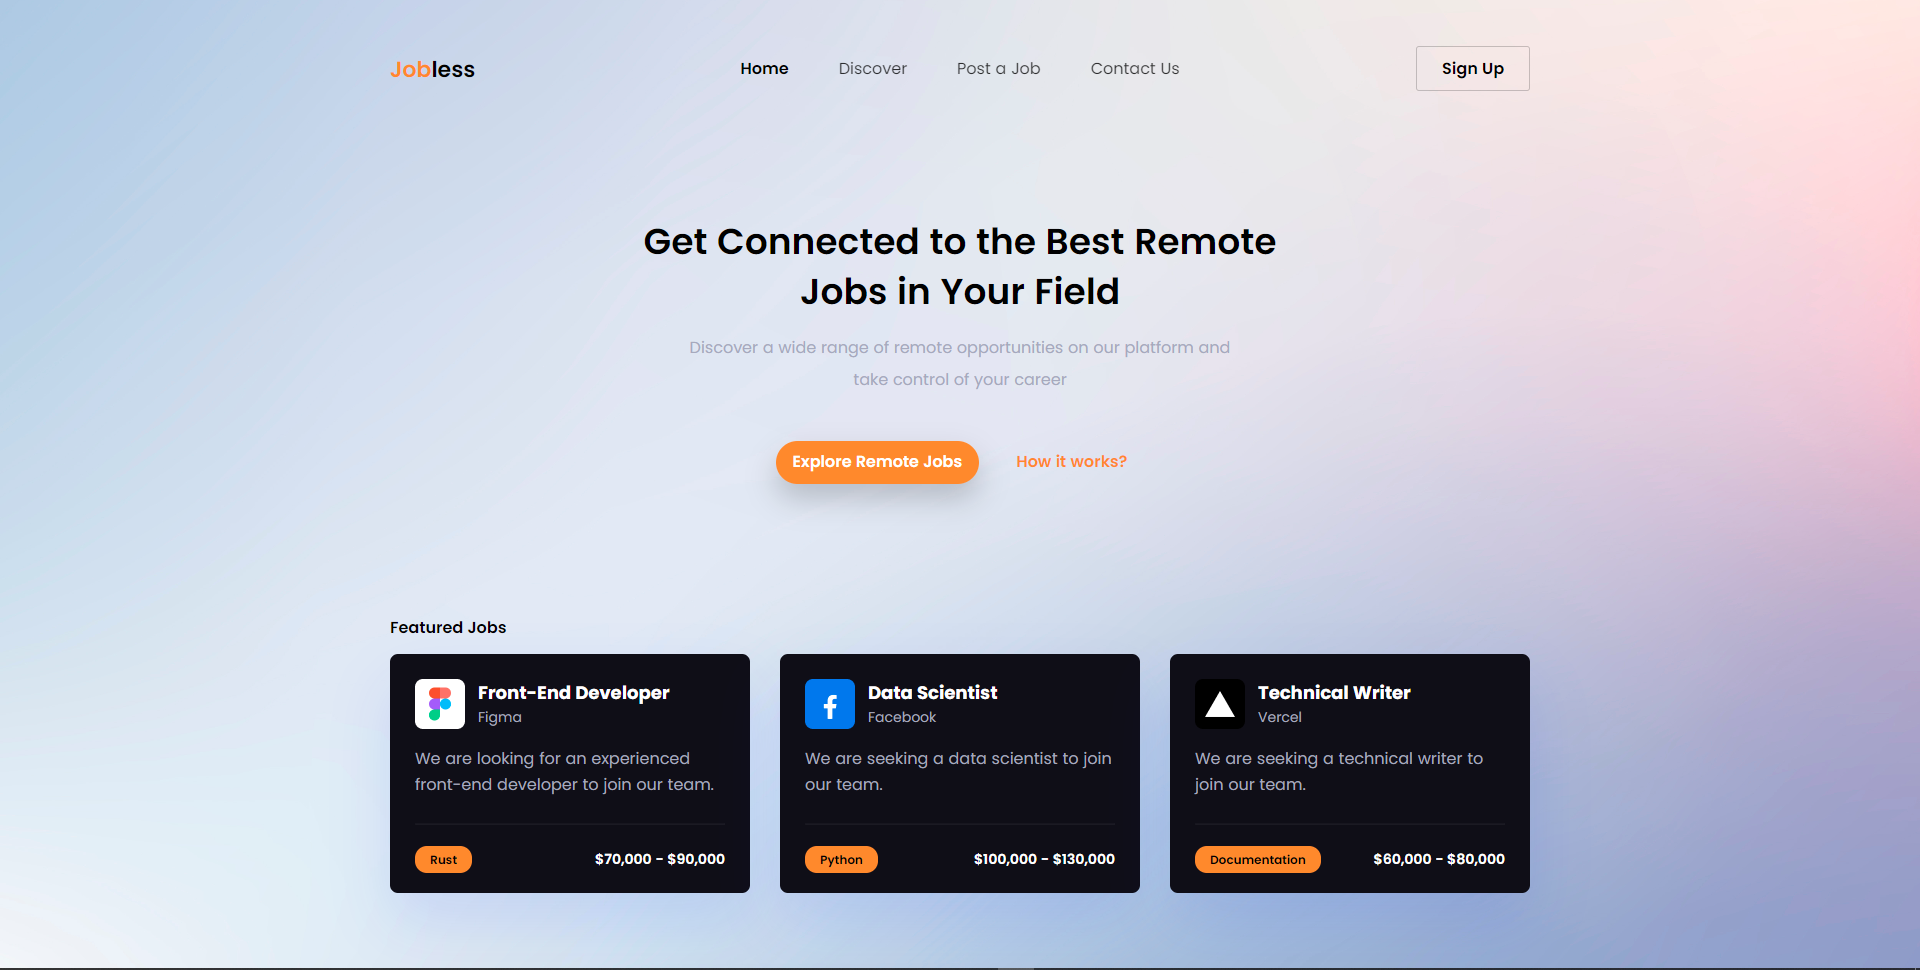 Jobless
Home
Discover
Post a Job
Contact Us
Sign Up
Get Connected to the Best Remote
Jobs in Your Field
Discover a wide range of remote opportunities on our platform and
take control of your career
Explore Remote Jobs
How it works?
Featured Jobs
Front-End Developer
Figma
We are looking for an experienced
front-end developer to join our team.
Rust
$70,000 - $90,000
Data Scientist
Facebook
We are seeking a data scientist to join
our team.
Python
$100,000 - $130,000
Technical Writer
Vercel
We are seeking a technical writer to
join our team.
Documentation
$60,000 - $80,000